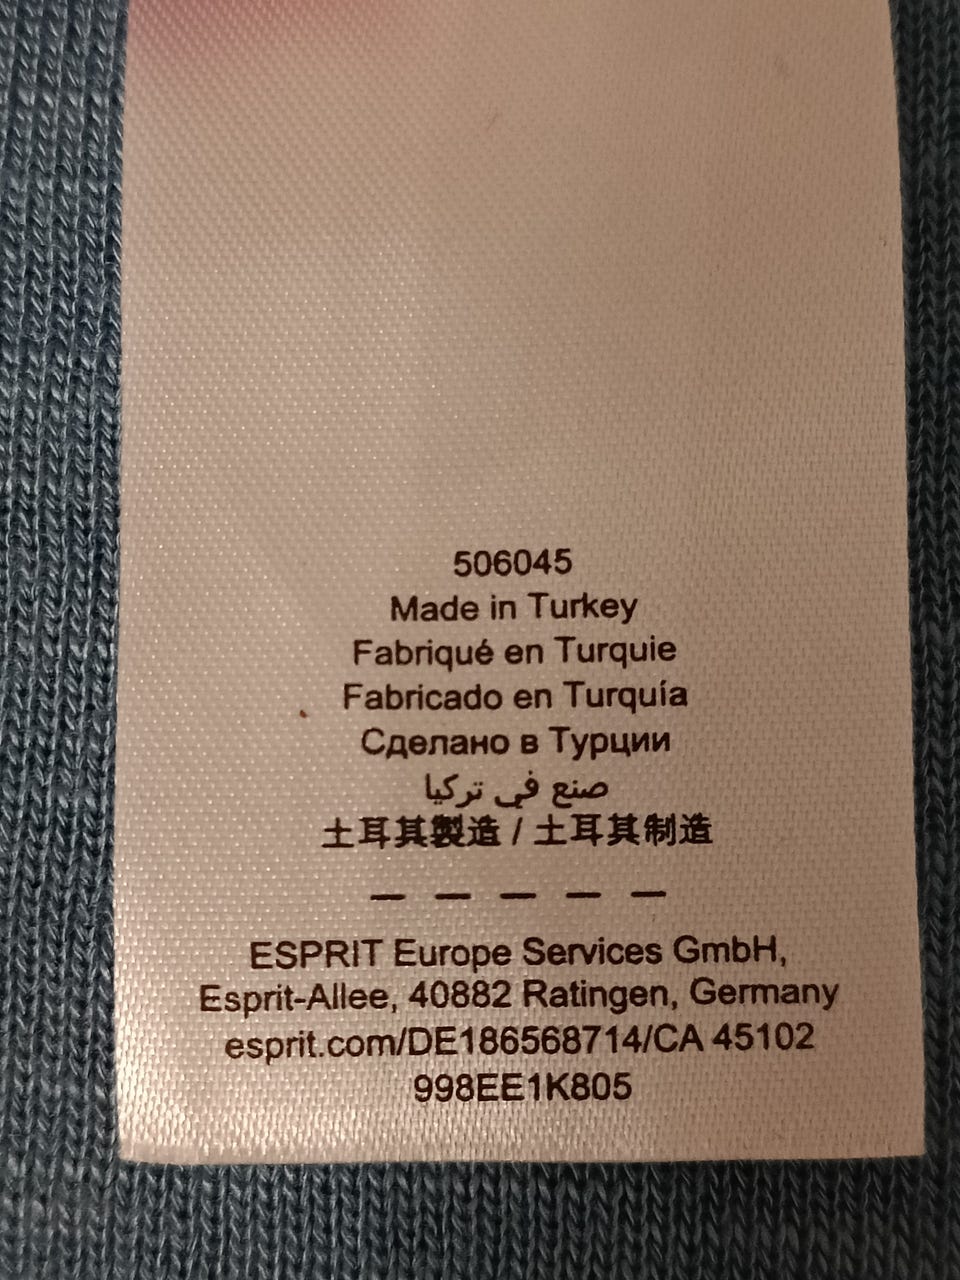 506045
Made in Turkey
Fabriqué en Turquie
Fabricado en Turquía
Сделано в Турции
صنع في تركيا
土耳其製造 / 土耳其制造
— — — — —
ESPRIT Europe Services GmbH,
Esprit-Allee, 40882 Ratingen, Germany
esprit.com/DE186568714/CA 45102
998EE1K805